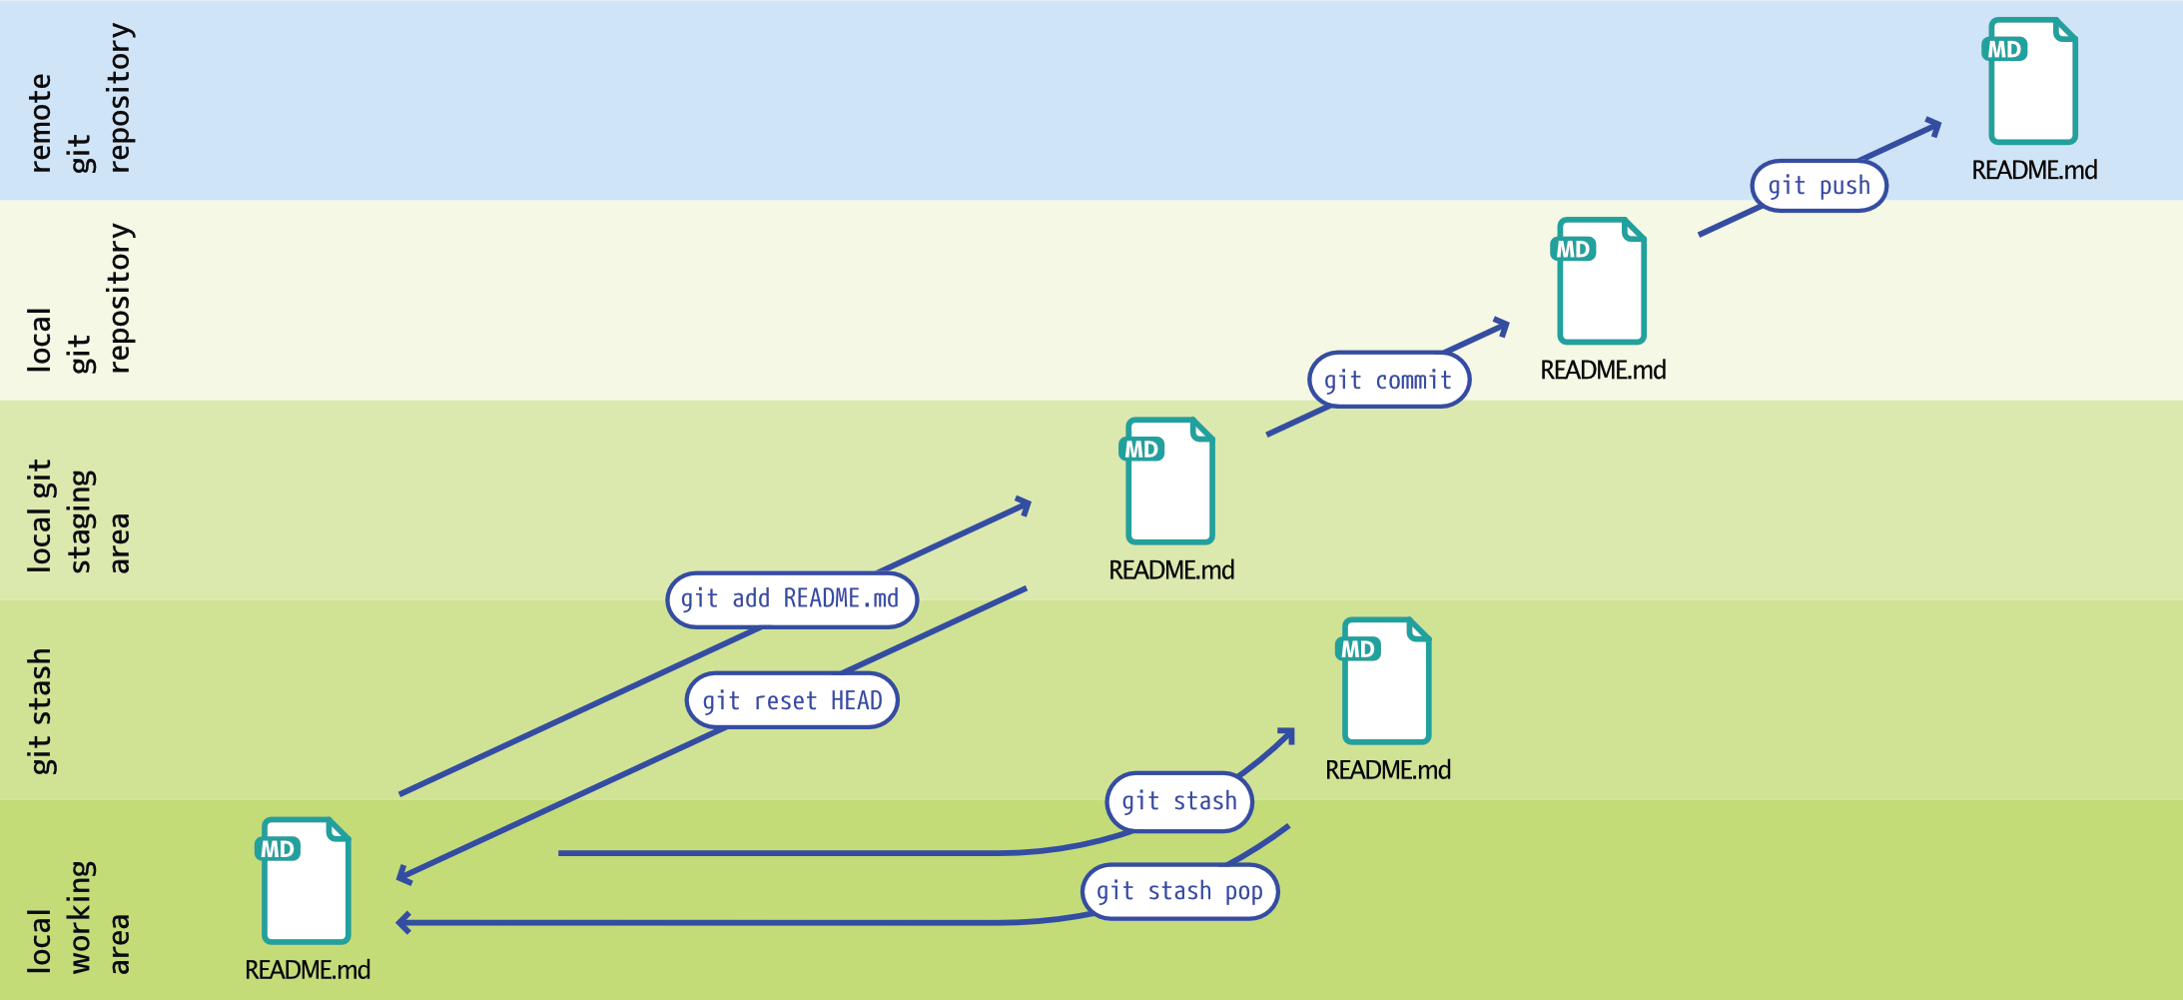 remote
git
repository
MD
README.md
git push
local
git
repository
MD
README.md
git commit
local git
staging
area
MD
README.md
git add README.md
git stash
MD
README.md
git reset HEAD
git stash
local
working
area
MD
README.md
git stash pop